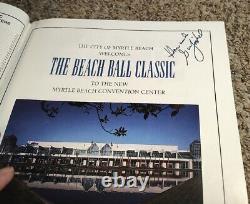 THE CITY OF MYRTLE BEACH
WELCOMES
THE BEACH BALL CLASSIC
TO THE NEW
MYRTLE BEACH CONVENTION CENTER